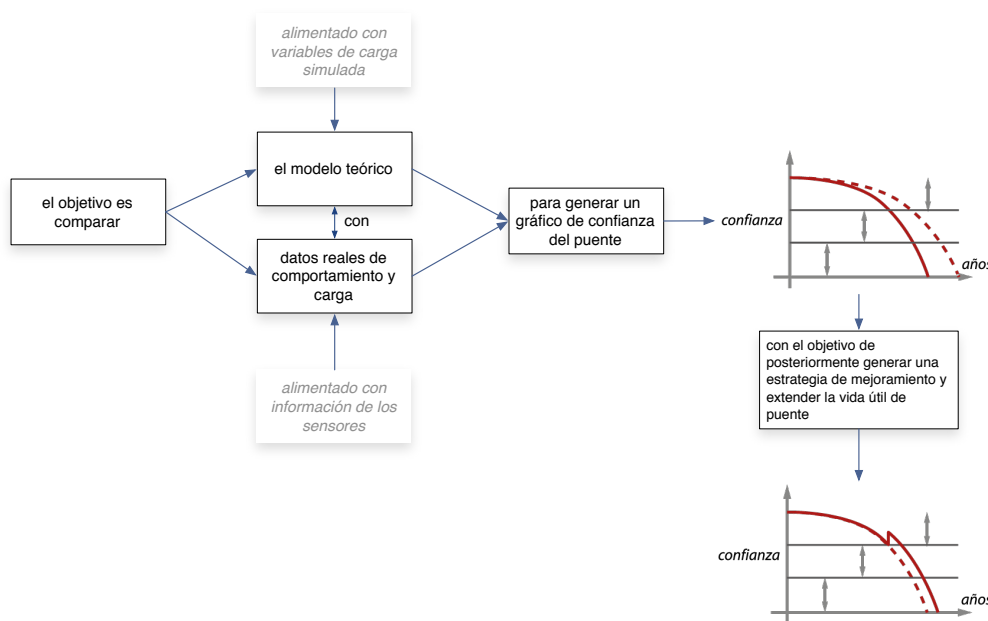 alimentado con
variables de carga
simulada
el modelo teórico
el objetivo es
comparar
con
datos reales de
comportamiento y
carga
alimentado con
información de los
sensores
para generar un
gráfico de confianza
del puente
confianza
años
con el objetivo de
posteriormente generar una
estrategia de mejoramiento y
extender la vida útil de
puente
confianza
años